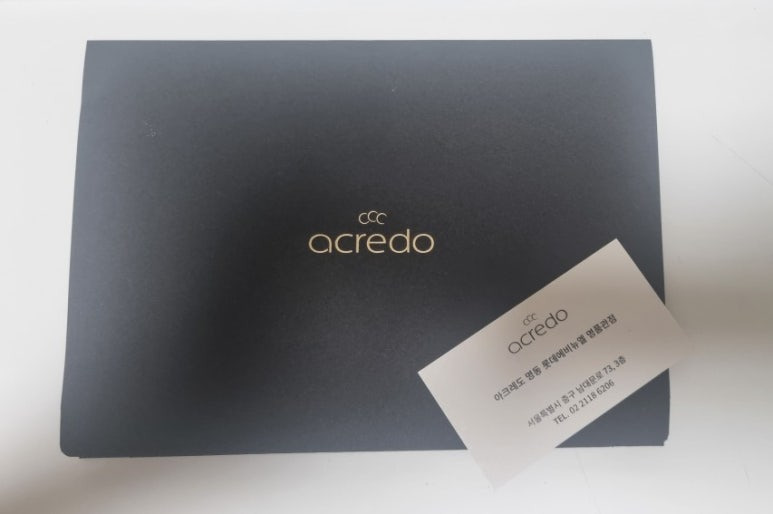 acredo
acredo
아크레도 명동 롯데에비뉴엘 명품관점
서울특별시 중구 남대문로 73, 3층
TEL. 02 2118 6206